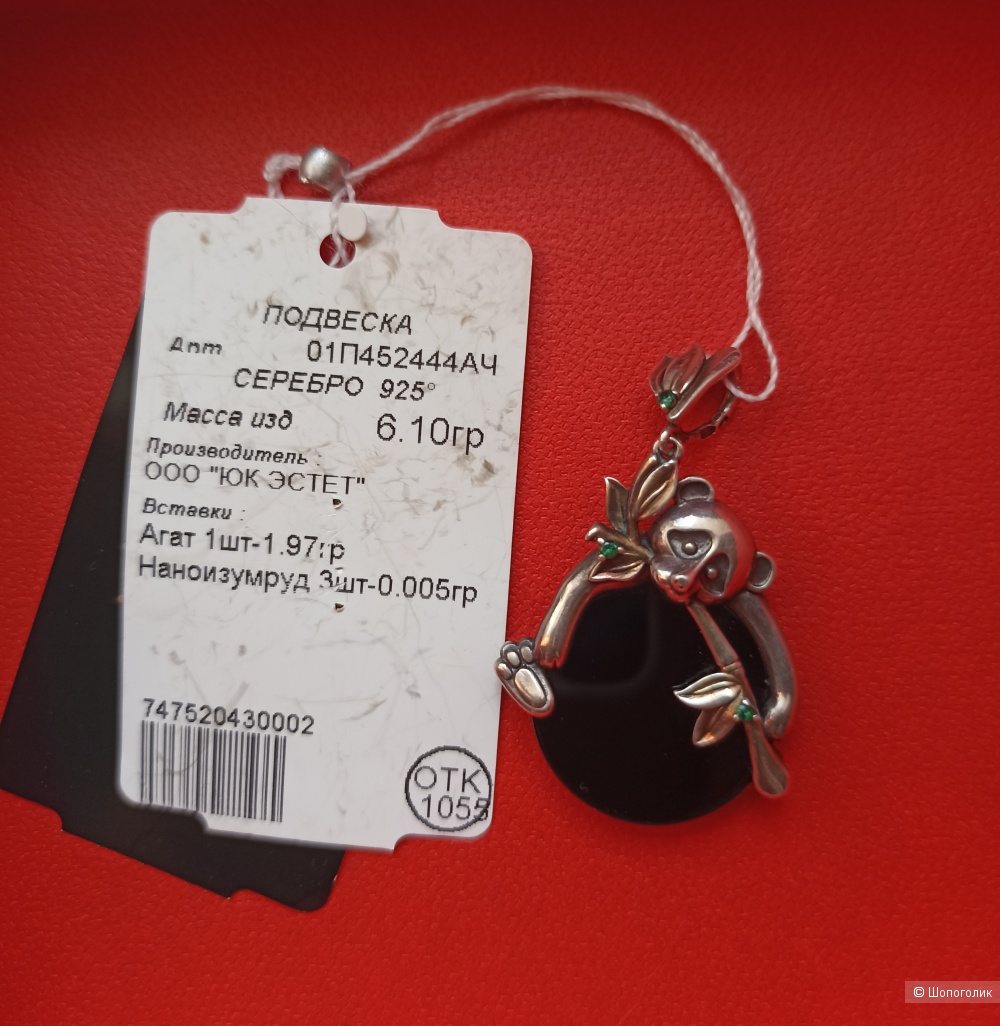 ПОДВЕСКА
Арт 01П452444АЧ
СЕРЕБРО 925°
Масса изд 6.10гр
Производитель :
ООО "ЮК ЭСТЕТ"
Вставки :
Агат 1шт-1.97гр
Наноизумруд 3шт-0.005гр
747520430002
ОТК
1055
© Шопоголик